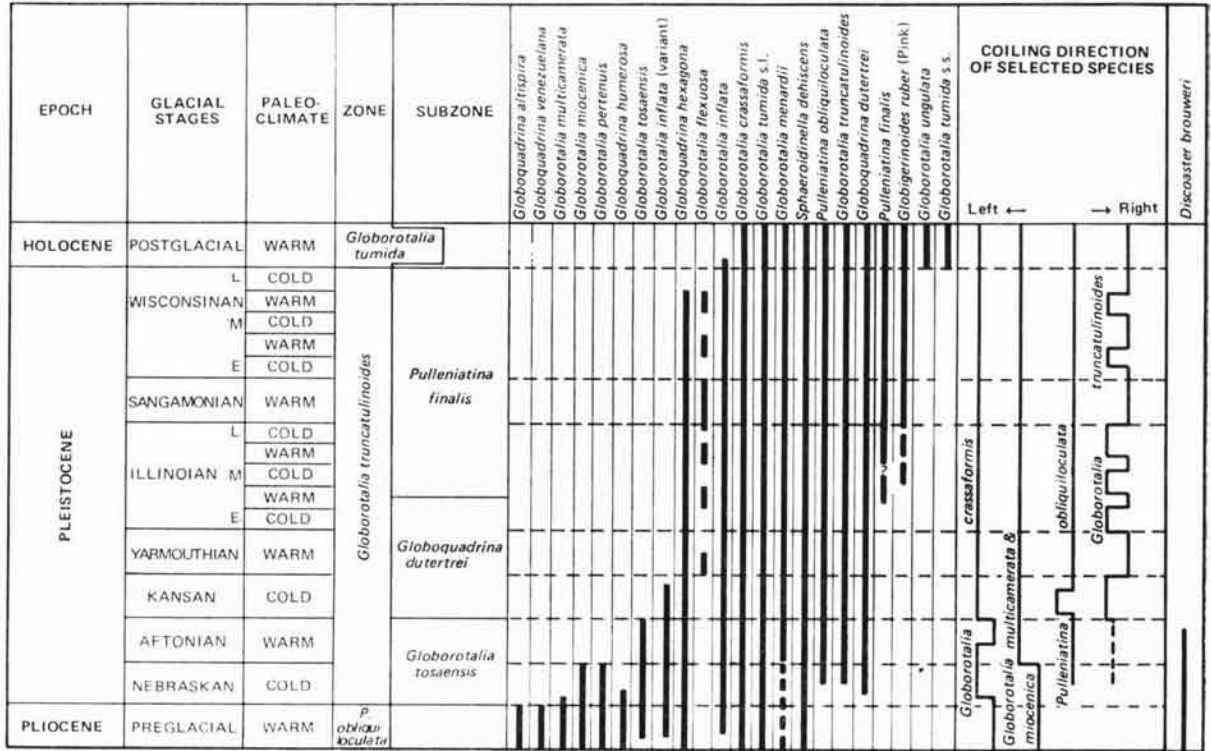 EPOCH
GLACIAL
STAGES
PALEO-
CLIMATE
ZONE
SUBZONE
Globoquadrina altispira
Globoquadrina venezuelana
Globorotalia multicamerata
Globorotalia miocenica
Globorotalia pertenuis
Globoquadrina humerosa
Globorotalia tosaensis
Globorotalia inflata (variant)
Globoquadrina hexagona
Globorotalia flexuosa
Globorotalia inflata
Globorotalia crassaformis
Globorotalia tumida s.l.
Globorotalia menardii
Sphaeroidinella dehiscens
Pulleniatina obliquiloculata
Globorotalia truncatulinoides
Globoquadrina dutertrei
Pulleniatina finalis
Globigerinoides ruber (Pink)
Globorotalia ungulata
Globorotalia tumida s.s.
COILING DIRECTION
OF SELECTED SPECIES
Left ←
→ Right
Discoaster brouweri
HOLOCENE
POSTGLACIAL
WARM
Globorotalia
tumida
PLEISTOCENE
L
WISCONSINAN
M
E
COLD
WARM
COLD
WARM
COLD
SANGAMONIAN
WARM
L
ILLINOIAN M
E
COLD
WARM
COLD
WARM
COLD
YARMOUTHIAN
WARM
KANSAN
COLD
AFTONIAN
WARM
NEBRASKAN
COLD
Globorotalia truncatulinoides
Pulleniatina
finalis
Globoquadrina
dutertrei
Globorotalia
tosaensis
?
Globorotalia crassaformis
Globorotalia multicamerata &
miocenica
Pulleniatina obliquiloculata
Globorotalia truncatulinoides
PLIOCENE
PREGLACIAL
WARM
P.
obliqui
loculata